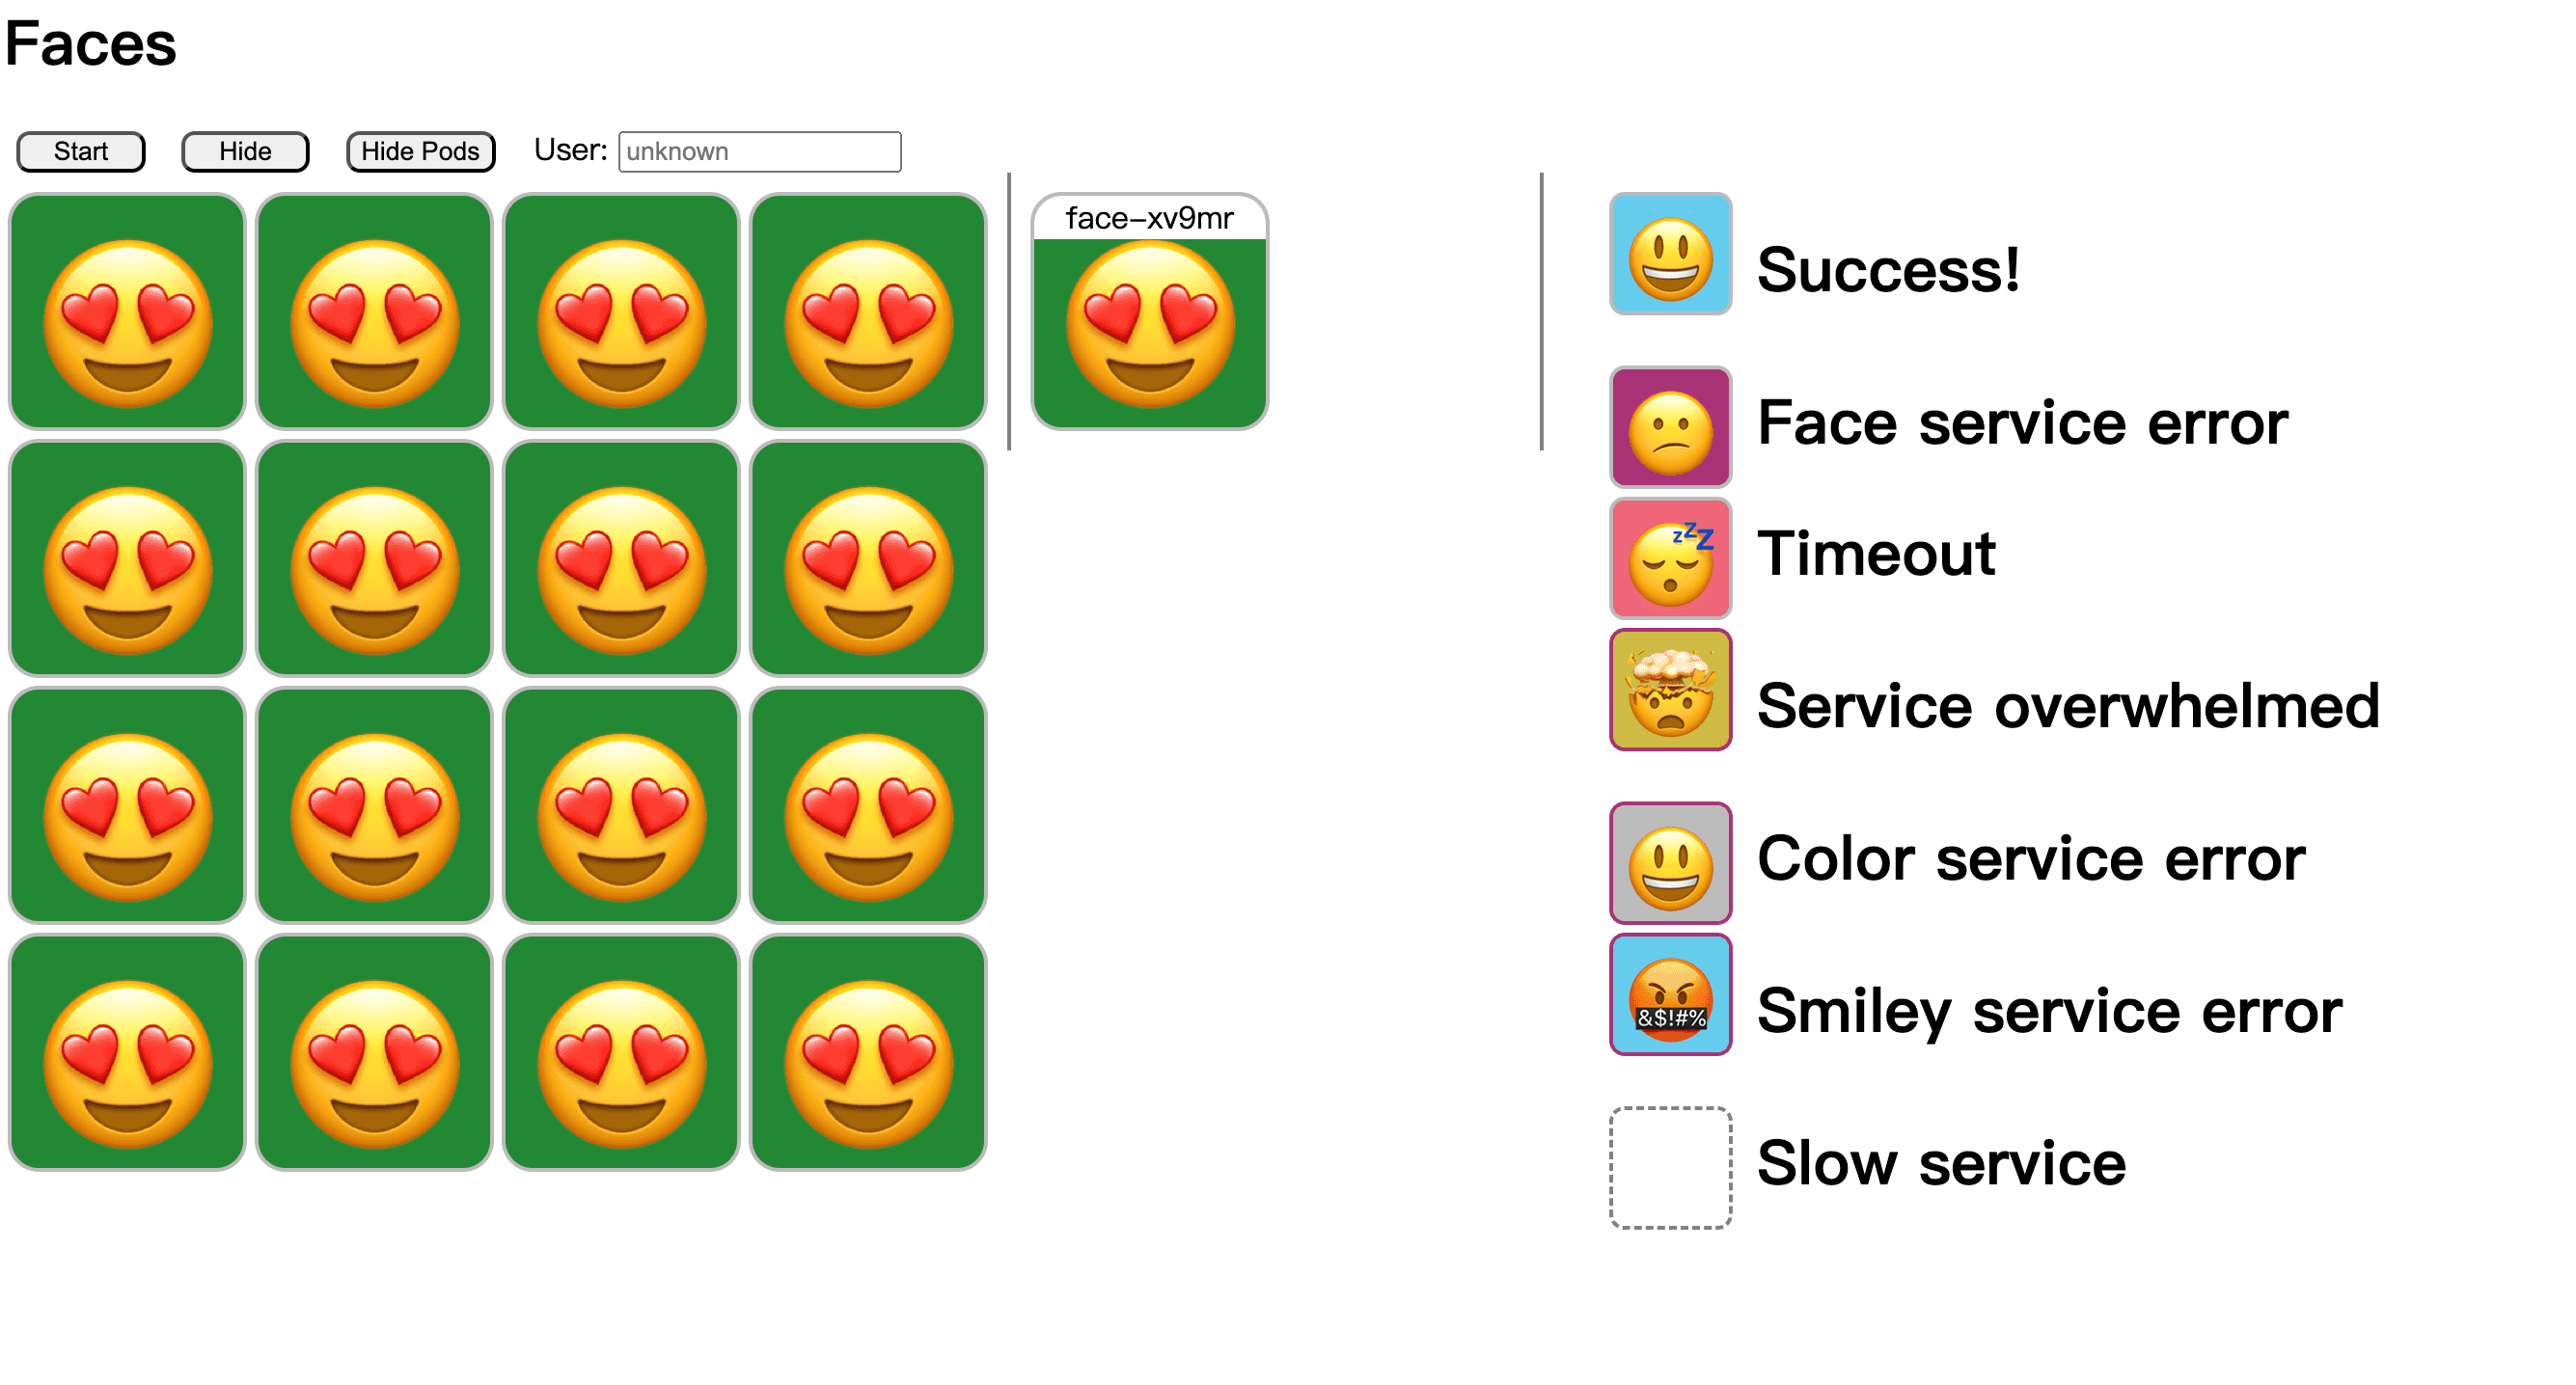 Faces
Start
Hide
Hide Pods
User:
unknown
face-xv9mr
Success!
Face service error
zzZ
Timeout
Service overwhelmed
Color service error
&$!#%
Smiley service error
Slow service